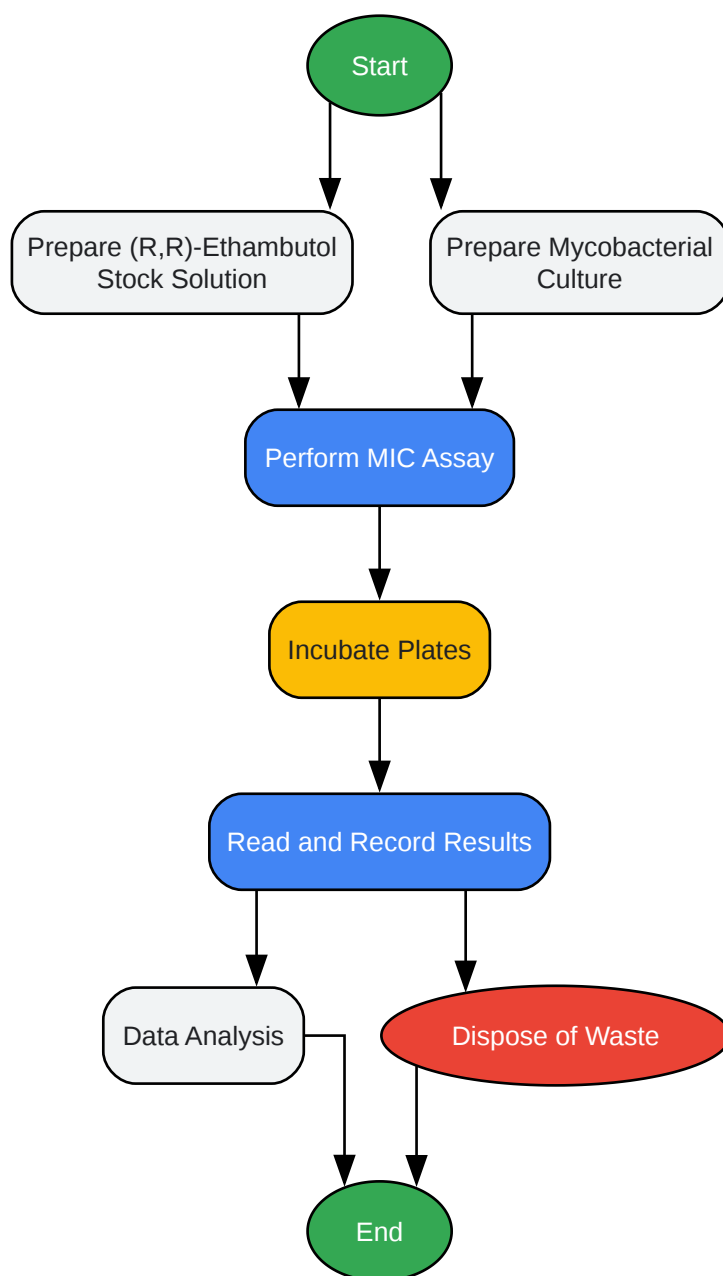 Start
Prepare (R,R)-Ethambutol
Stock Solution
Prepare Mycobacterial
Culture
Perform MIC Assay
Incubate Plates
Read and Record Results
Data Analysis
Dispose of Waste
End